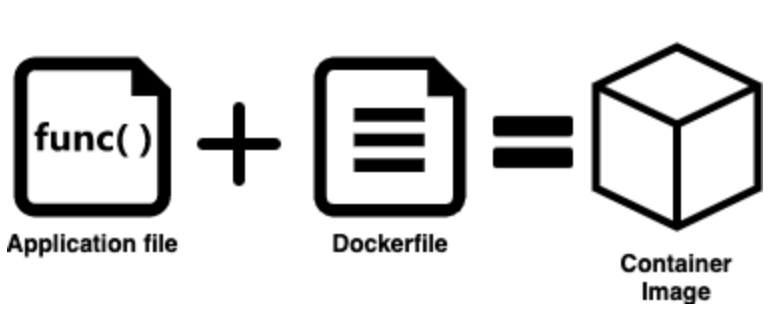 func( )
Application file
Dockerfile
Container
Image